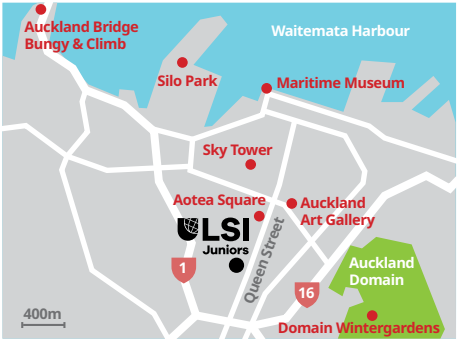 Auckland Bridge
Bungy & Climb
Waitemata Harbour
Silo Park
Maritime Museum
Sky Tower
Aotea Square
Auckland
Art Gallery
LSI
Juniors
Queen Street
1
16
Auckland
Domain
400m
Domain Wintergardens